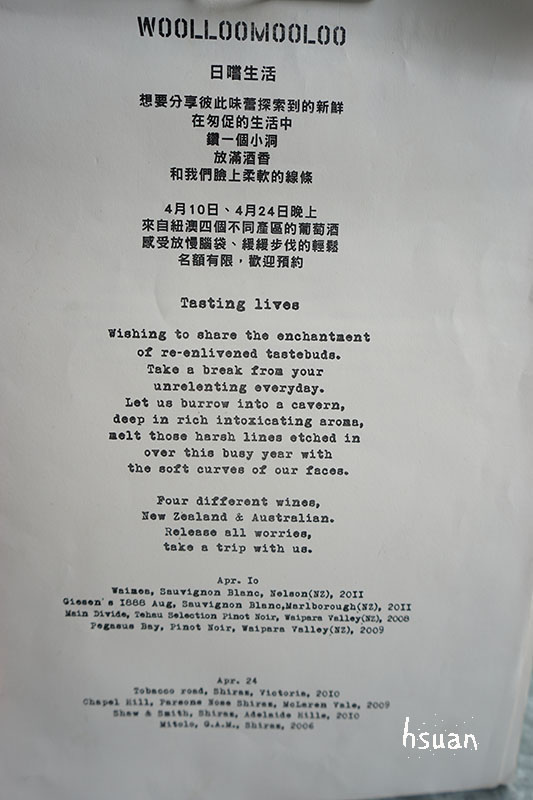 WOOLLOOMOOLOO
日嚐生活
想要分享彼此味蕾探索到的新鮮
在匆促的生活中
鑽一個小洞
放滿酒香
和我們臉上柔軟的線條
4月10日、4月24日晚上
來自紐澳四個不同產區的葡萄酒
感受放慢腦袋、緩緩步伐的輕鬆
名額有限，歡迎預約
Tasting lives
Wishing to share the enchantment
of re-enlivened tastebuds.
Take a break from your
unrelenting everyday.
Let us burrow into a cavern,
deep in rich intoxicating aroma,
melt those harsh lines etched in
over this busy year with
the soft curves of our faces.
Four different wines,
New Zealand & Australian.
Release all worries,
take a trip with us.
Apr. 10
Waimea, Sauvignon Blanc, Nelson(NZ), 2011
Giesen's 1888 Aug, Sauvignon Blanc,Marlborough(NZ), 2011
Main Divide, Tehau Selection Pinot Noir, Waipara Valley(NZ), 2008
Pegasus Bay, Pinot Noir, Waipara Valley(NZ), 2009
Apr. 24
Tobacco road, Shiraz, Victoria, 2010
Chapel Hill, Parsons Nose Shiraz, McLaren Vale, 2009
Shaw & Smith, Shiraz, Adelaide Hills, 2010
Mitolo, G.A.M., Shiraz, 2006
hsuan